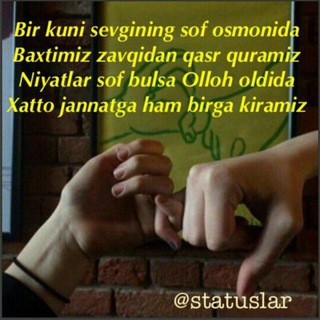 Bir kuni sevgining sof osmonida
Baxtimiz zavqidan qasr quramiz
Niyatlar sof bulsa Olloh oldida
Xatto jannatga ham birga kiramiz
@statuslar